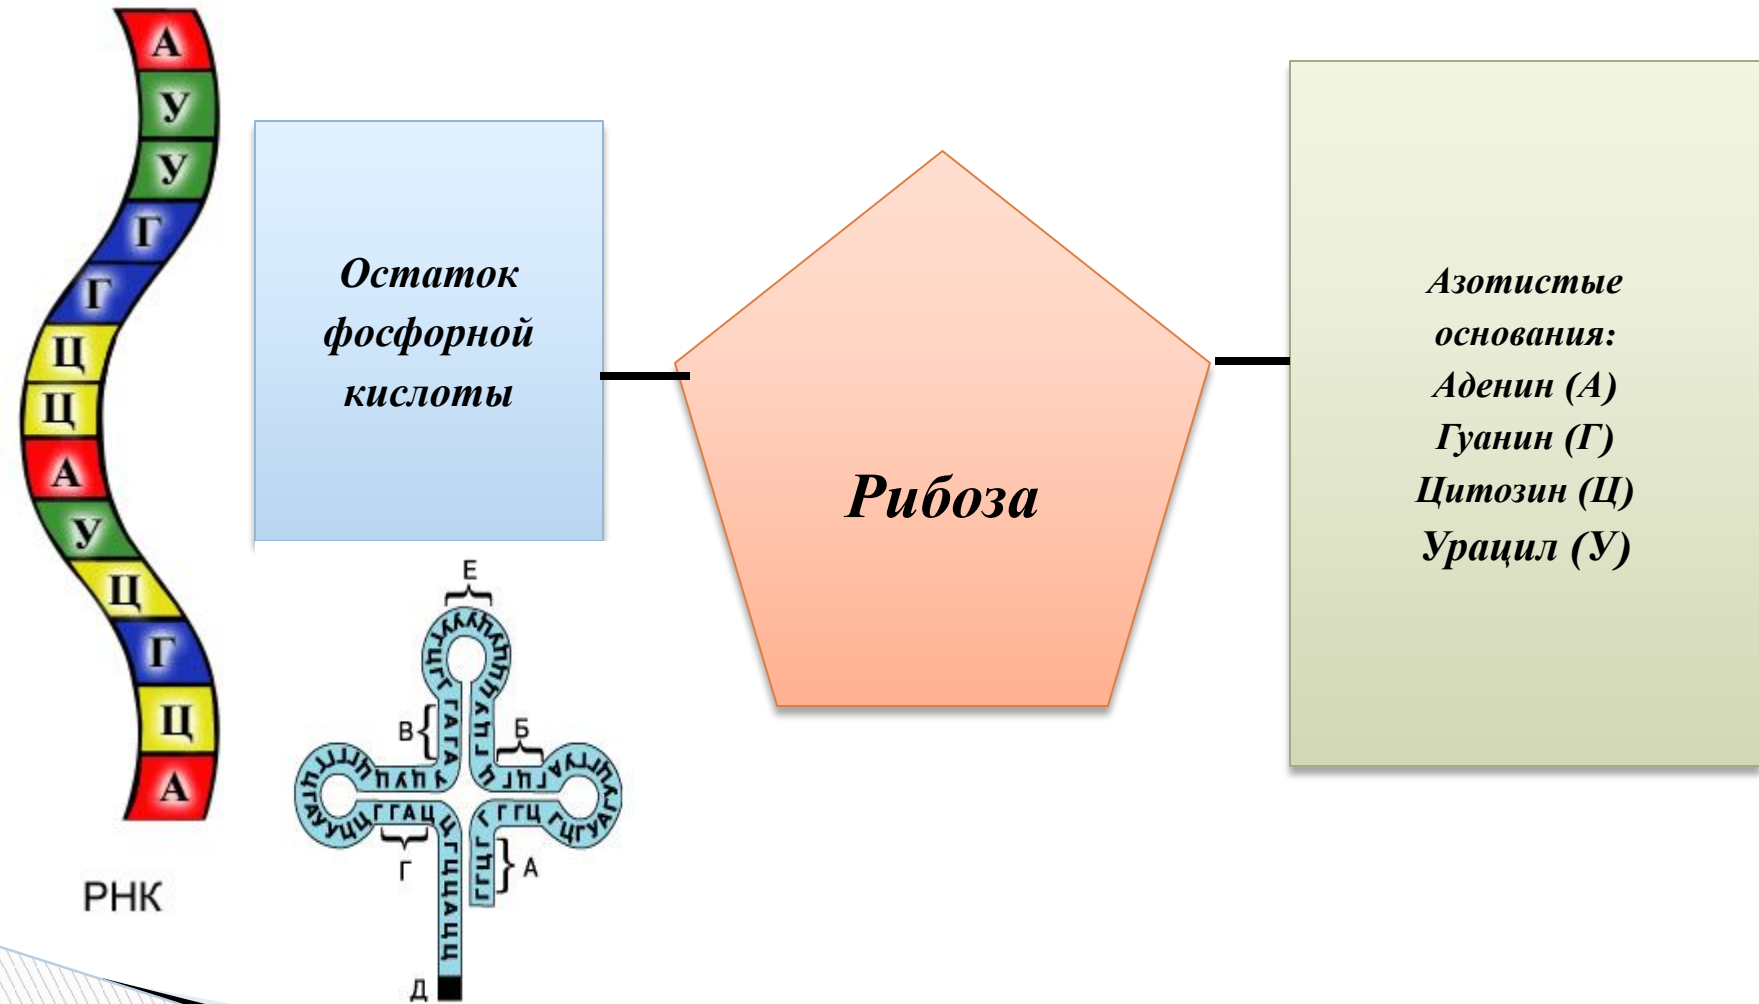 А
У
У
Г
Г
Ц
Ц
А
У
Ц
Г
Ц
А
РНК
Остаток
фосфорной
кислоты
Рибоза
Азотистые
основания:
Аденин (А)
Гуанин (Г)
Цитозин (Ц)
Урацил (У)
Е
В
Б
Г
А
Д